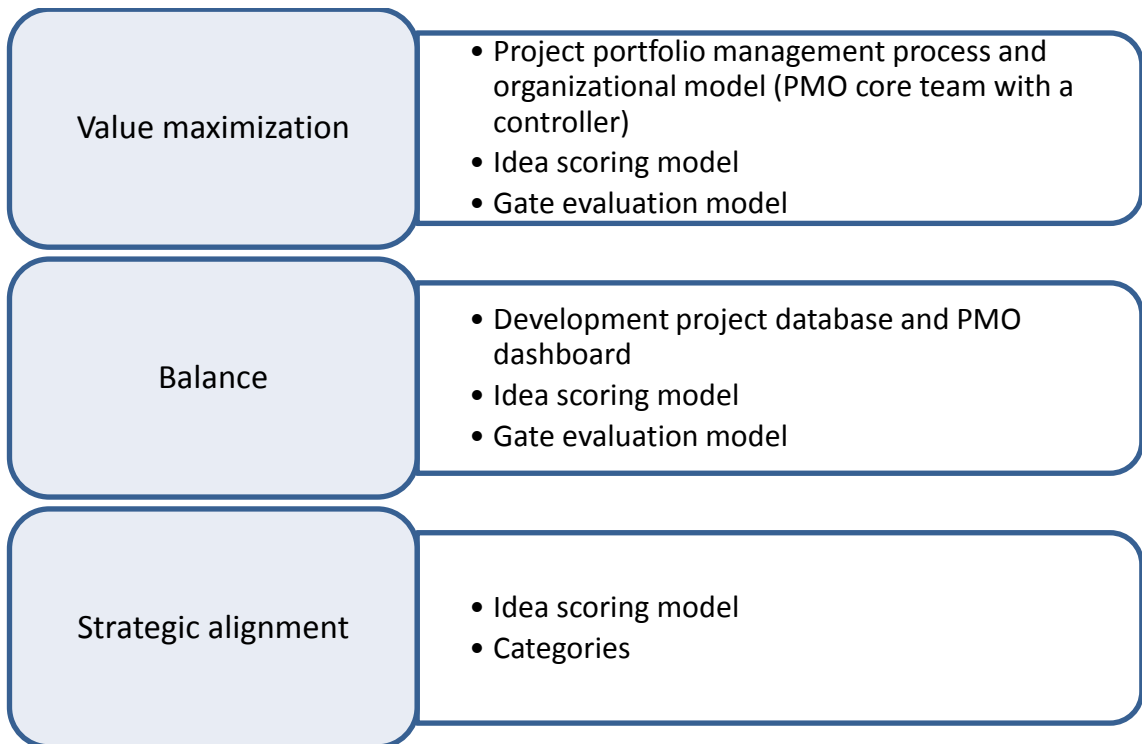 Value maximization
• Project portfolio management process and
organizational model (PMO core team with a
controller)
• Idea scoring model
• Gate evaluation model
Balance
• Development project database and PMO
dashboard
• Idea scoring model
• Gate evaluation model
Strategic alignment
• Idea scoring model
• Categories